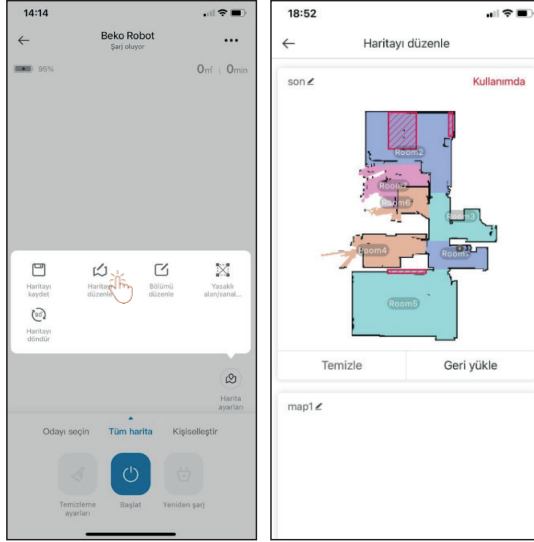 14:14
Beko Robot
Şarj oluyor
95%
0㎡ | 0min
Haritayı kaydet
Haritayı düzenle
Bölümü düzenle
Yasaklı alan/sanal...
90°
Haritayı döndür
Harita ayarları
Odayı seçin
Tüm harita
Kişiselleştir
Temizleme ayarları
Başlat
Yeniden şarj
18:52
Haritayı düzenle
son
Kullanımda
Room2
Room6
Room3
Room4
Room5
Temizle
Geri yükle
map1